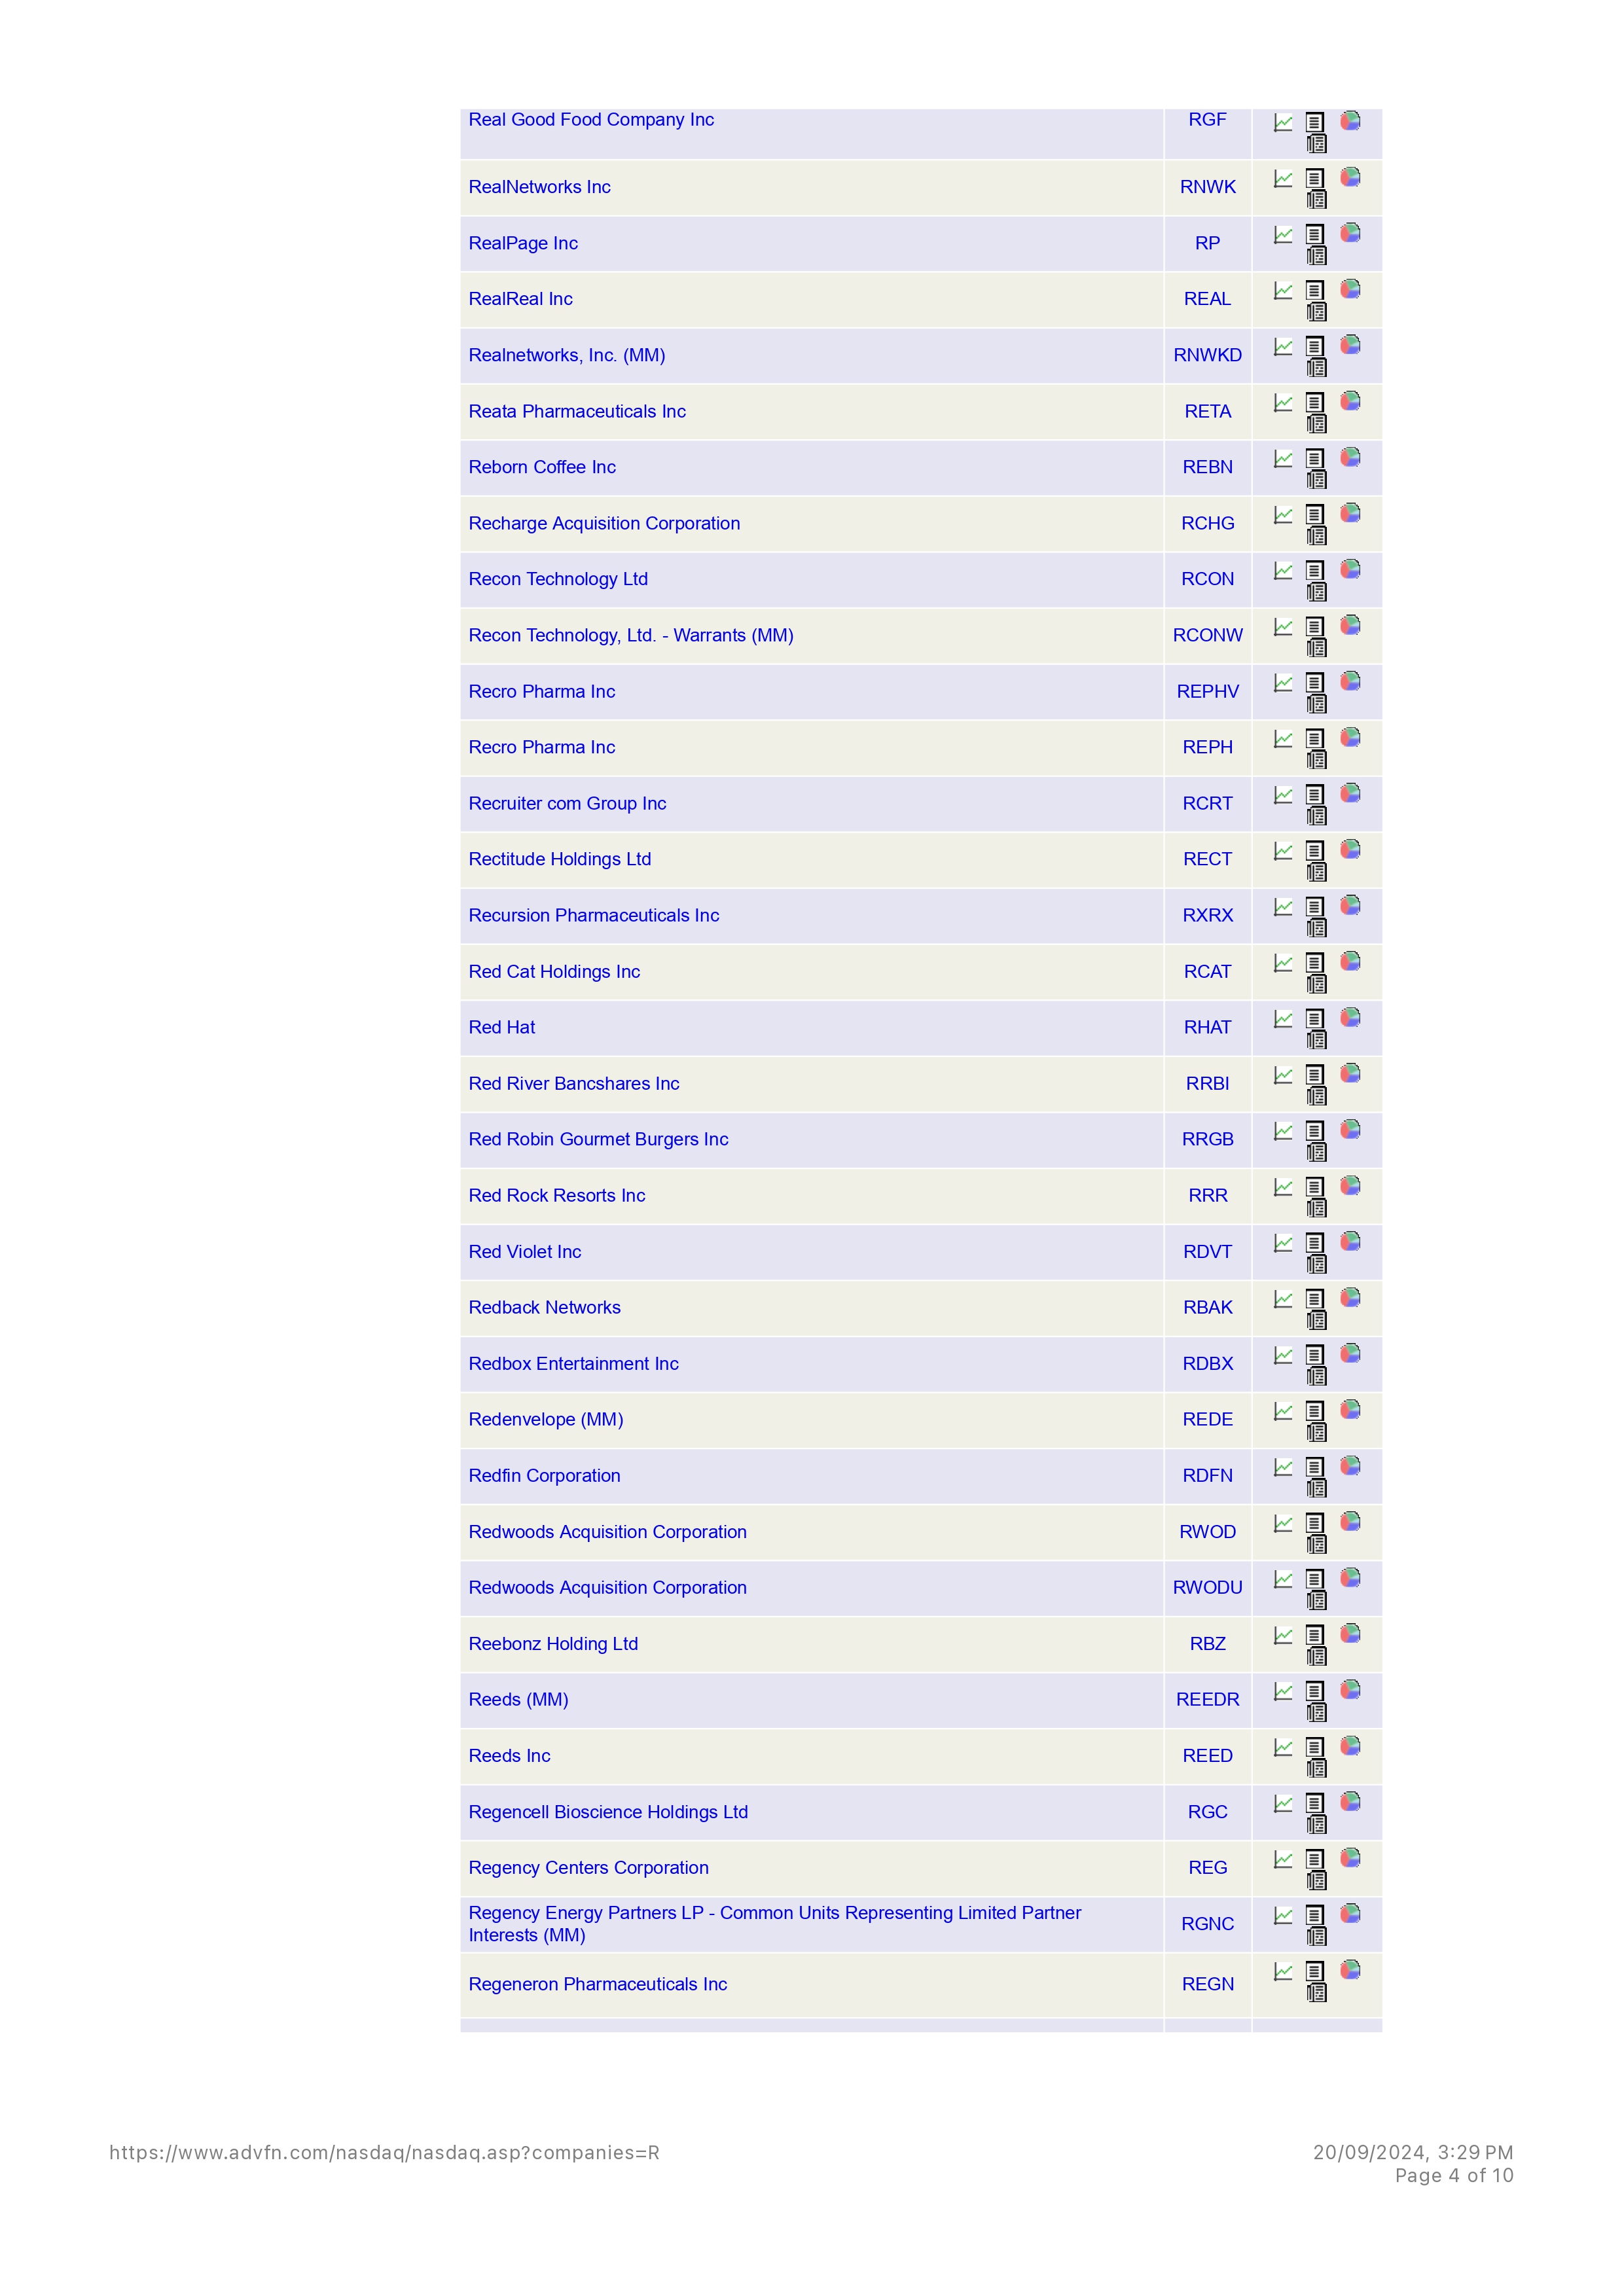 Real Good Food Company Inc RGF
RealNetworks Inc RNWK
RealPage Inc RP
RealReal Inc REAL
Realnetworks, Inc. (MM) RNWKD
Reata Pharmaceuticals Inc RETA
Reborn Coffee Inc REBN
Recharge Acquisition Corporation RCHG
Recon Technology Ltd RCON
Recon Technology, Ltd. - Warrants (MM) RCONW
Recro Pharma Inc REPHV
Recro Pharma Inc REPH
Recruiter com Group Inc RCRT
Rectitude Holdings Ltd RECT
Recursion Pharmaceuticals Inc RXRX
Red Cat Holdings Inc RCAT
Red Hat RHAT
Red River Bancshares Inc RRBI
Red Robin Gourmet Burgers Inc RRGB
Red Rock Resorts Inc RRR
Red Violet Inc RDVT
Redback Networks RBAK
Redbox Entertainment Inc RDBX
Redenvelope (MM) REDE
Redfin Corporation RDFN
Redwoods Acquisition Corporation RWOD
Redwoods Acquisition Corporation RWODU
Reebonz Holding Ltd RBZ
Reeds (MM) REEDR
Reeds Inc REED
Regencell Bioscience Holdings Ltd RGC
Regency Centers Corporation REG
Regency Energy Partners LP - Common Units Representing Limited Partner
Interests (MM) RGNC
Regeneron Pharmaceuticals Inc REGN
https://www.advfn.com/nasdaq/nasdaq.asp?companies=R 20/09/2024, 3:29 PM
Page 4 of 10